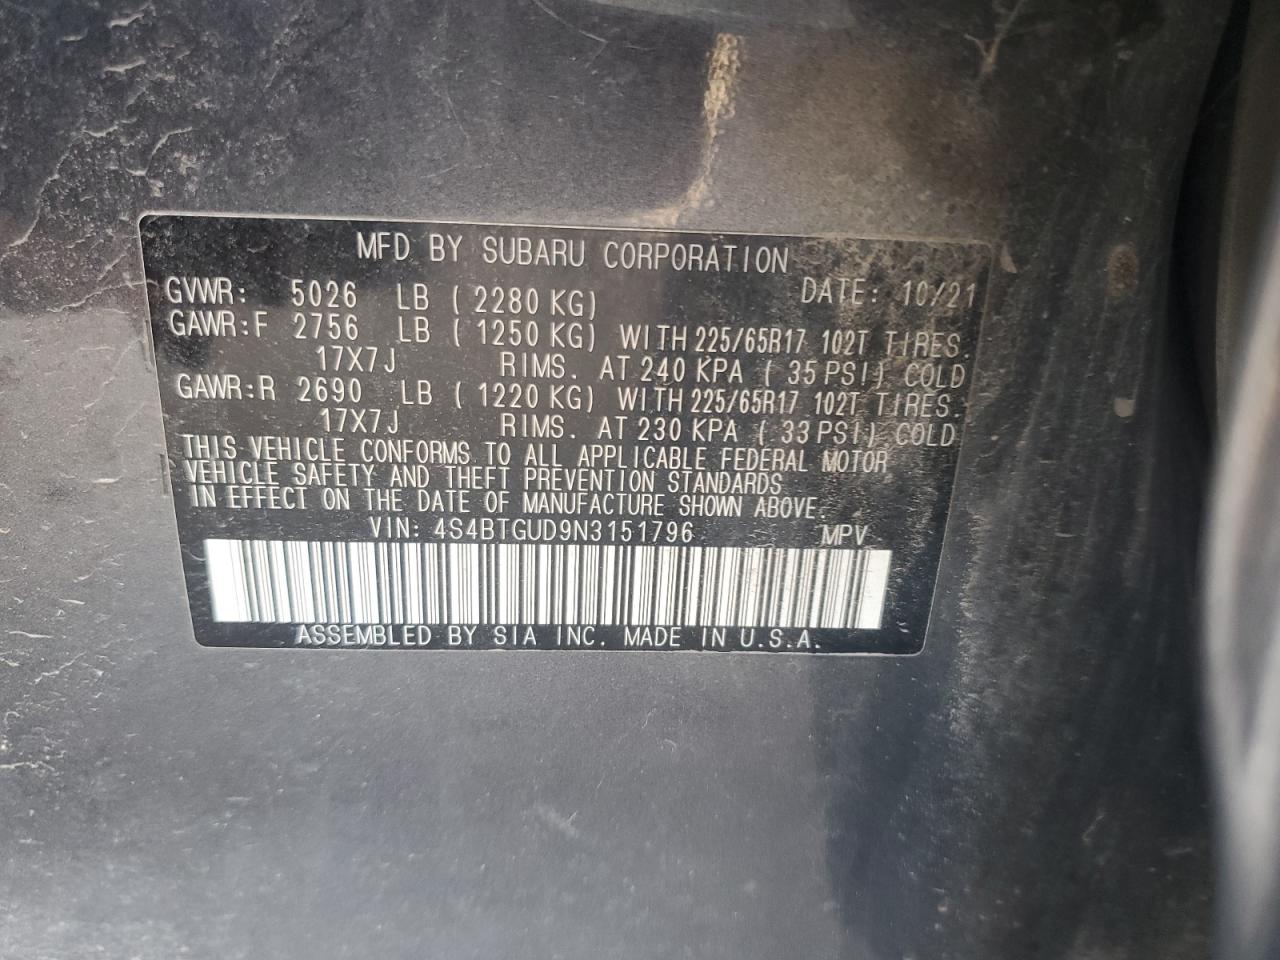 MFD BY SUBARU CORPORATION
GVWR: 5026 LB (2280 KG) DATE: 10/21
GAWR:F 2756 LB (1250 KG) WITH 225/65R17 102T TIRES.
17X7J RIMS. AT 240 KPA (35 PSI) COLD
GAWR:R 2690 LB (1220 KG) WITH 225/65R17 102T TIRES.
17X7J RIMS. AT 230 KPA (33 PSI) COLD
THIS VEHICLE CONFORMS TO ALL APPLICABLE FEDERAL MOTOR
VEHICLE SAFETY AND THEFT PREVENTION STANDARDS
IN EFFECT ON THE DATE OF MANUFACTURE SHOWN ABOVE.
VIN: 4S4BTGUD9N3151796 MPV
ASSEMBLED BY SIA INC. MADE IN U.S.A.